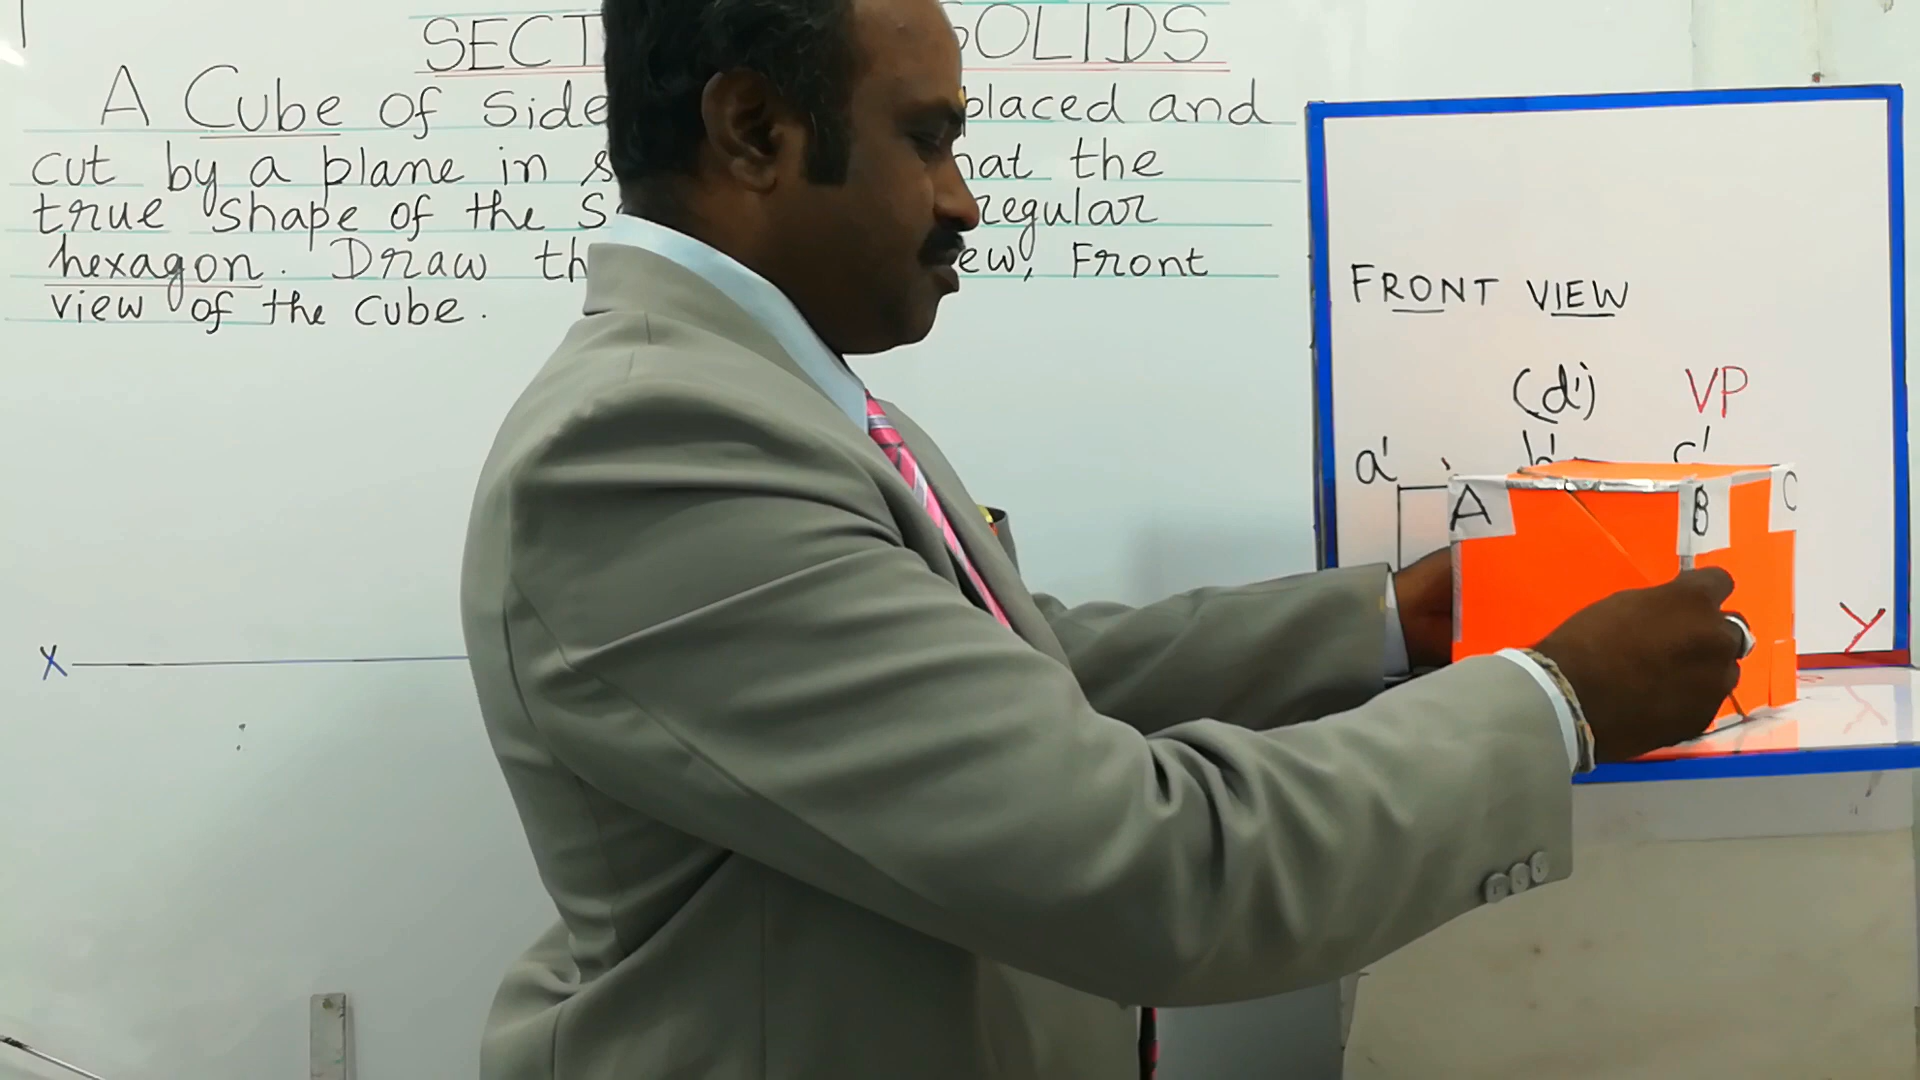 SECT SOLIDS
A Cube of side placed and
cut by a plane in s hat the
true shape of the S regular
hexagon. Draw th ew, Front
view of the cube.
FRONT VIEW
(d')
VP
a' b' c'
A B C
X
Y